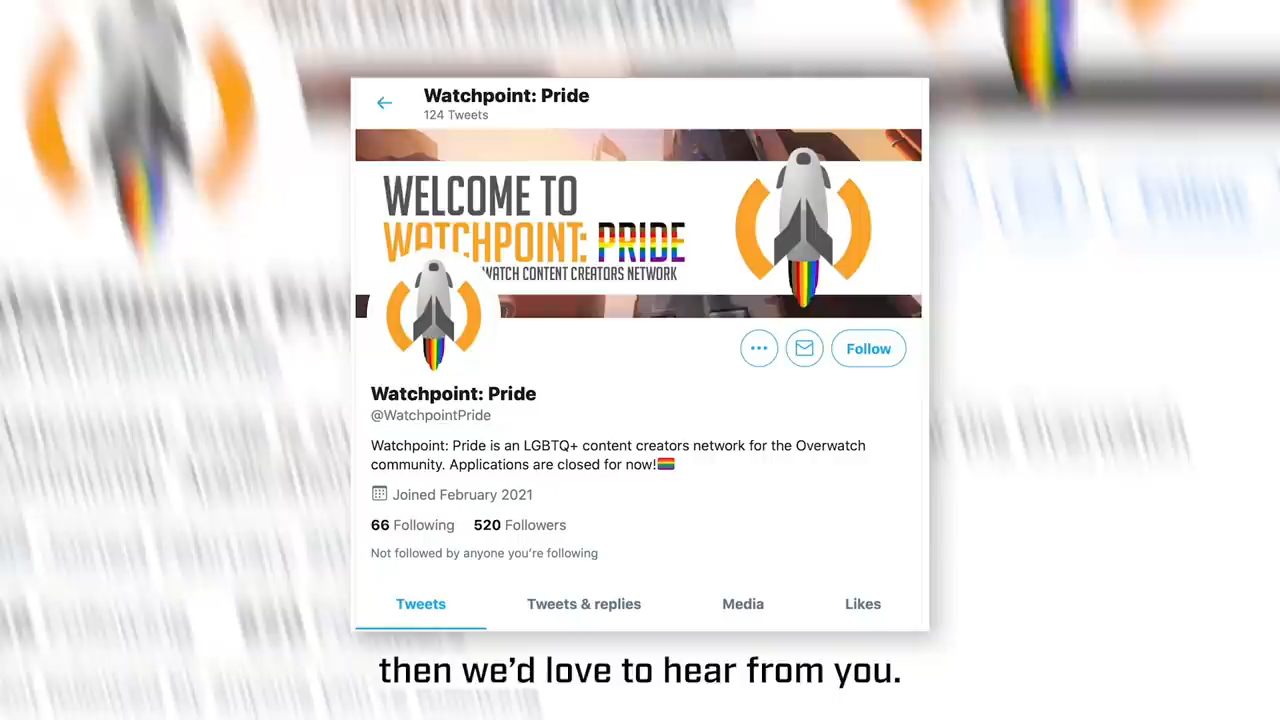 Watchpoint: Pride
124 Tweets
WELCOME TO
WATCHPOINT: PRIDE
WATCH CONTENT CREATORS NETWORK
Follow
Watchpoint: Pride
@WatchpointPride
Watchpoint: Pride is an LGBTQ+ content creators network for the Overwatch
community. Applications are closed for now!
Joined February 2021
66 Following 520 Followers
Not followed by anyone you're following
Tweets Tweets & replies Media Likes
then we'd love to hear from you.